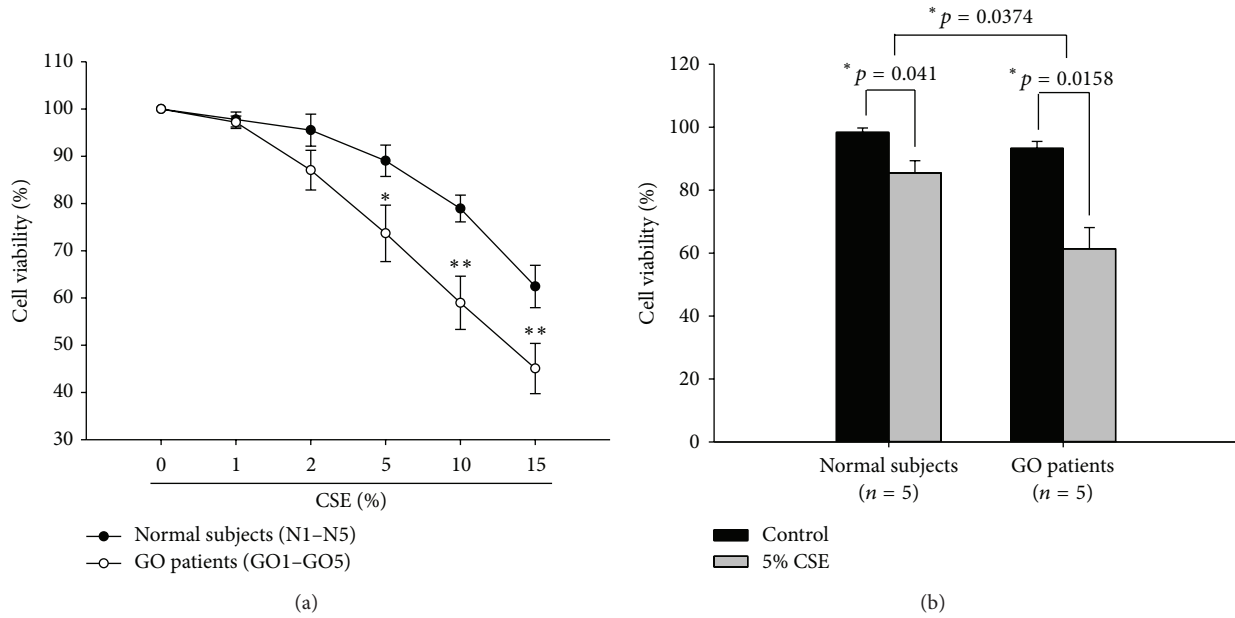 110
100
90
80
70
60
50
40
30
Cell viability (%)
*
**
**
0 1 2 5 10 15
CSE (%)
Normal subjects (N1–N5)
GO patients (GO1–GO5)
(a)
* p = 0.0374
* p = 0.041
* p = 0.0158
120
100
80
60
40
20
0
Cell viability (%)
Normal subjects
(n = 5)
GO patients
(n = 5)
Control
5% CSE
(b)